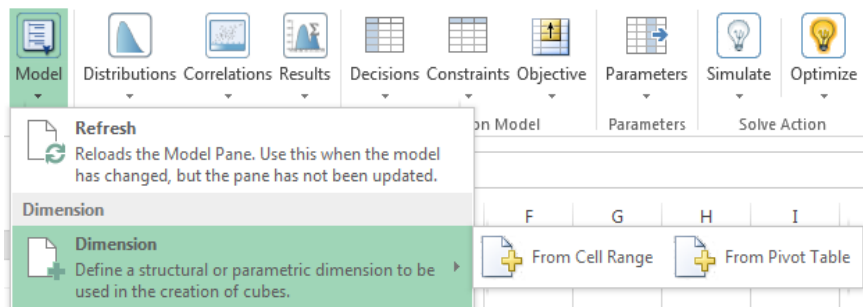 Model Distributions Correlations Results Decisions Constraints Objective Parameters Simulate Optimize
on Model Parameters Solve Action
Refresh
Reloads the Model Pane. Use this when the model
has changed, but the pane has not been updated.
Dimension
F G H I
Dimension
Define a structural or parametric dimension to be
used in the creation of cubes.
From Cell Range From Pivot Table